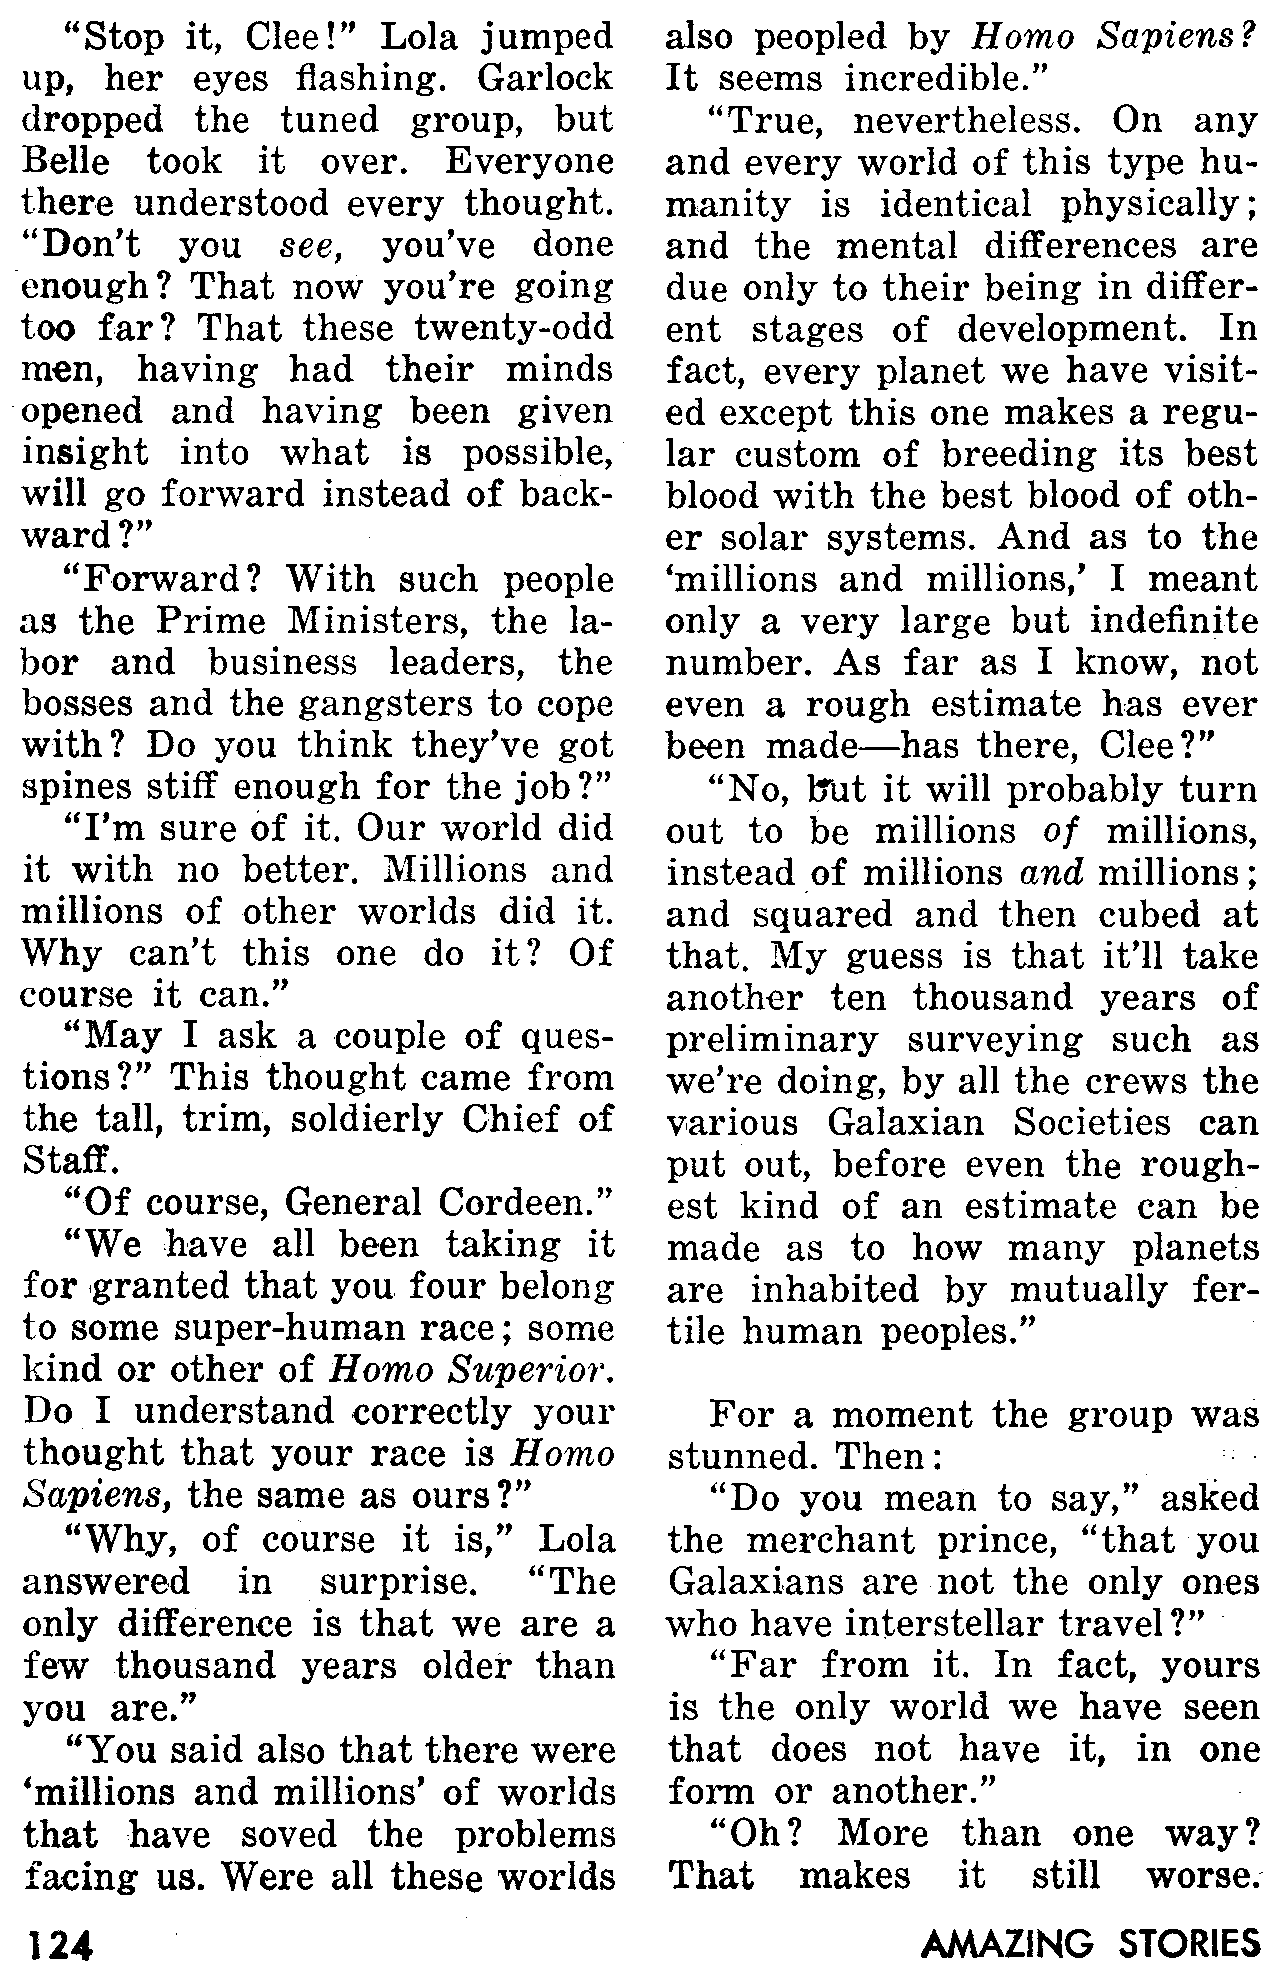 “Stop it, Clee!” Lola jumped
up, her eyes flashing. Garlock
dropped the tuned group, but
Belle took it over. Everyone
there understood every thought.
“Don’t you see, you’ve done
enough? That now you’re going
too far? That these twenty-odd
men, having had their minds
opened and having been given
insight into what is possible,
will go forward instead of back-
ward?”
“Forward? With such people
as the Prime Ministers, the la-
bor and business leaders, the
bosses and the gangsters to cope
with? Do you think they’ve got
spines stiff enough for the job?”
“I’m sure of it. Our world did
it with no better. Millions and
millions of other worlds did it.
Why can’t this one do it? Of
course it can.”
“May I ask a couple of ques-
tions?” This thought came from
the tall, trim, soldierly Chief of
Staff.
“Of course, General Cordeen.”
“We have all been taking it
for granted that you four belong
to some super-human race; some
kind or other of Homo Superior.
Do I understand correctly your
thought that your race is Homo
Sapiens, the same as ours?”
“Why, of course it is,” Lola
answered in surprise. “The
only difference is that we are a
few thousand years older than
you are.”
“You said also that there were
‘millions and millions’ of worlds
that have soved the problems
facing us. Were all these worlds
also peopled by Homo Sapiens?
It seems incredible.”
“True, nevertheless. On any
and every world of this type hu-
manity is identical physically;
and the mental differences are
due only to their being in differ-
ent stages of development. In
fact, every planet we have visit-
ed except this one makes a regu-
lar custom of breeding its best
blood with the best blood of oth-
er solar systems. And as to the
‘millions and millions,’ I meant
only a very large but indefinite
number. As far as I know, not
even a rough estimate has ever
been made—has there, Clee?”
“No, but it will probably turn
out to be millions of millions,
instead of millions and millions;
and squared and then cubed at
that. My guess is that it’ll take
another ten thousand years of
preliminary surveying such as
we’re doing, by all the crews the
various Galaxian Societies can
put out, before even the rough-
est kind of an estimate can be
made as to how many planets
are inhabited by mutually fer-
tile human peoples.”
For a moment the group was
stunned. Then:
“Do you mean to say,” asked
the merchant prince, “that you
Galaxians are not the only ones
who have interstellar travel?”
“Far from it. In fact, yours
is the only world we have seen
that does not have it, in one
form or another.”
“Oh? More than one way?
That makes it still worse.
124 AMAZING STORIES